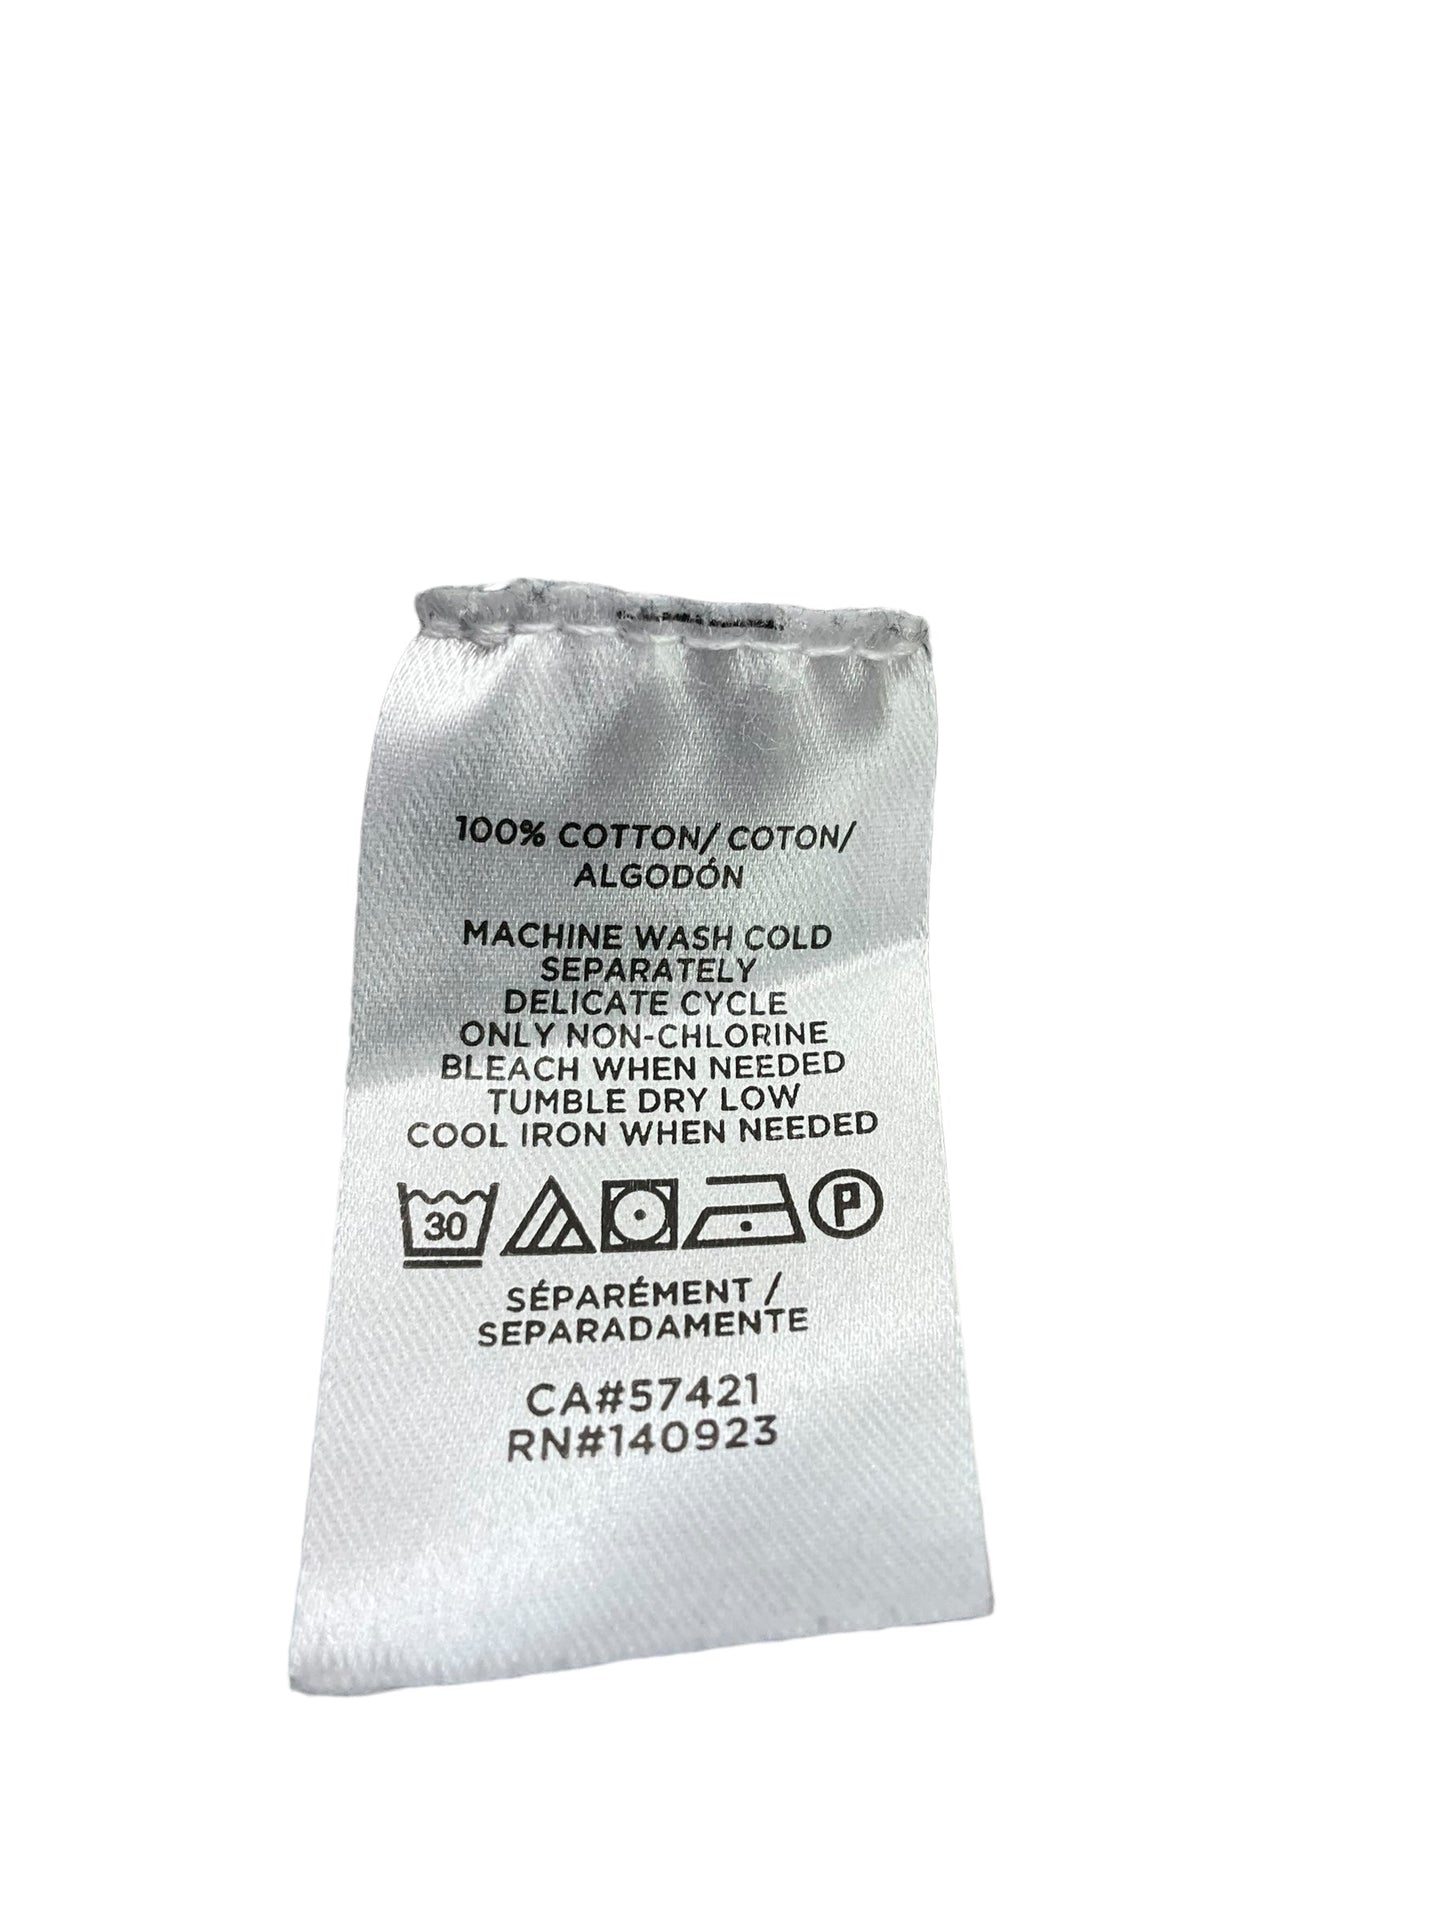 100% COTTON/ COTON/
ALGODÓN
MACHINE WASH COLD
SEPARATELY
DELICATE CYCLE
ONLY NON-CHLORINE
BLEACH WHEN NEEDED
TUMBLE DRY LOW
COOL IRON WHEN NEEDED
30 P
SÉPARÉMENT /
SEPARADAMENTE
CA#57421
RN#140923